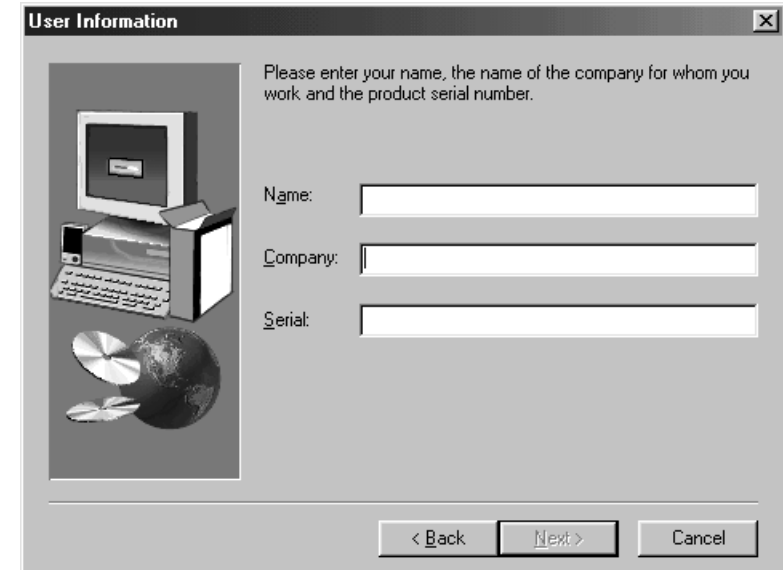 User Information
Please enter your name, the name of the company for whom you
work and the product serial number.
Name:
Company:
Serial:
< Back
Next >
Cancel